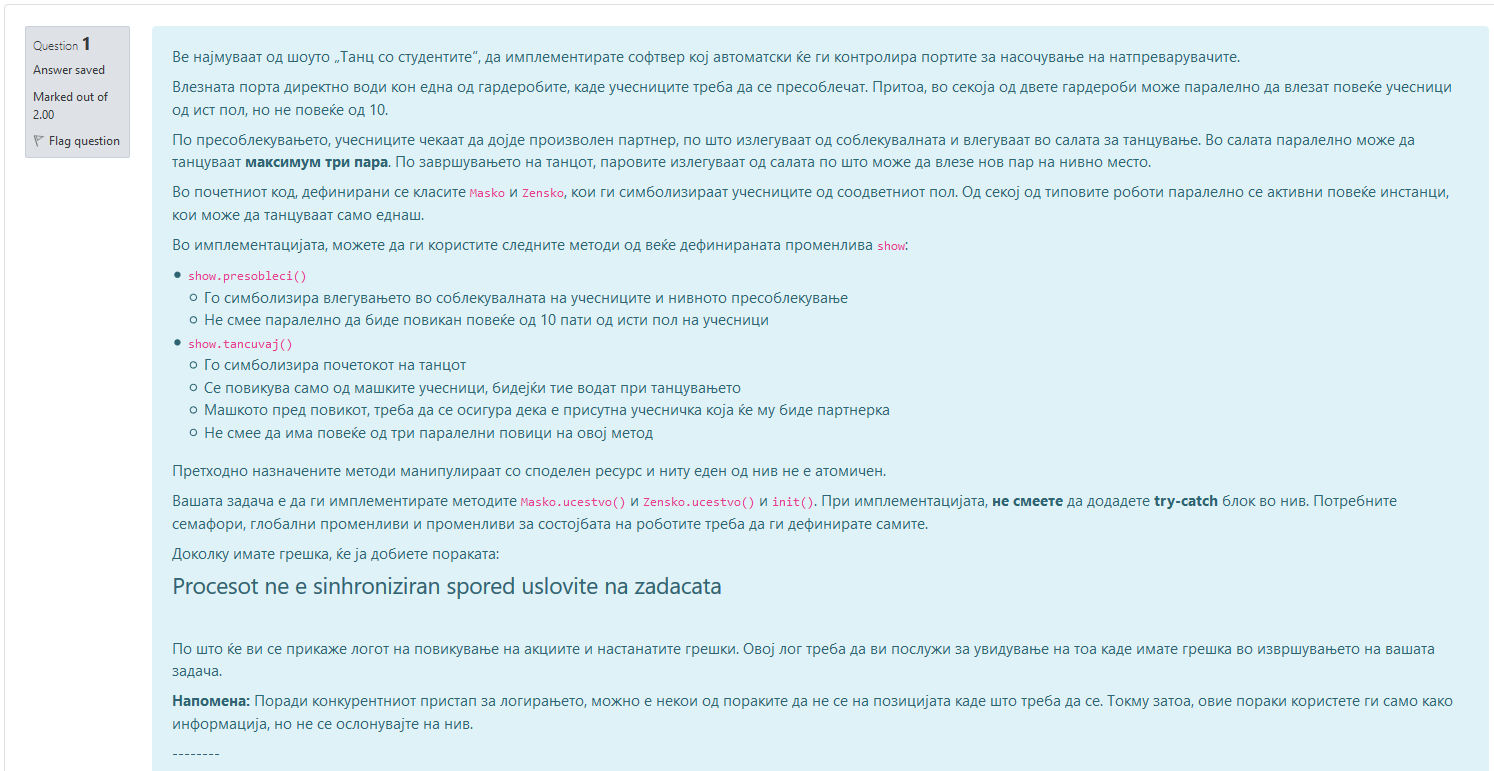 Question 1
Answer saved
Marked out of
2.00
Flag question
Ве најмуваат од шоуто „Танц со студентите“, да имплементирате софтвер кој автоматски ќе ги контролира портите за насочување на натпреварувачите.
Влезната порта директно води кон една од гардеробите, каде учесниците треба да се пресоблечат. Притоа, во секоја од двете гардероби може паралелно да влезат повеќе учесници
од ист пол, но не повеќе од 10.
По пресоблекувањето, учесниците чекаат да дојде произволен партнер, по што излегуваат од соблекувалната и влегуваат во салата за танцување. Во салата паралелно може да
танцуваат максимум три пара. По завршувањето на танцот, паровите излегуваат од салата по што може да влезе нов пар на нивно место.
Во почетниот код, дефинирани се класите Masko и Zensko, кои ги симболизираат учесниците од соодветниот пол. Од секој од типовите роботи паралелно се активни повеќе инстанци,
кои може да танцуваат само еднаш.
Во имплементацијата, можете да ги користите следните методи од веќе дефинираната променлива show:
show.presobleci()
Го симболизира влегувањето во соблекувалната на учесниците и нивното пресоблекување
Не смее паралелно да биде повикан повеќе од 10 пати од исти пол на учесници
show.tancuvaj()
Го симболизира почетокот на танцот
Се повикува само од машките учесници, бидејќи тие водат при танцувањето
Машкото пред повикот, треба да се осигура дека е присутна учесничка која ќе му биде партнерка
Не смее да има повеќе од три паралелни повици на овој метод
Претходно назначените методи манипулираат со споделен ресурс и ниту еден од нив не е атомичен.
Вашата задача е да ги имплементирате методите Masko.ucestvo() и Zensko.ucestvo() и init(). При имплементацијата, не смеете да додадете try-catch блок во нив. Потребните
семафори, глобални променливи и променливи за состојбата на роботите треба да ги дефинирате самите.
Доколку имате грешка, ќе ја добиете пораката:
Procesot ne e sinhroniziran spored uslovite na zadacata
По што ќе ви се прикаже логот на повикување на акциите и настанатите грешки. Овој лог треба да ви послужи за увидување на тоа каде имате грешка во извршувањето на вашата
задача.
Напомена: Поради конкурентниот пристап за логирањето, можно е некои од пораките да не се на позицијата каде што треба да се. Токму затоа, овие пораки користете ги само како
информација, но не се ослонувајте на нив.
--------